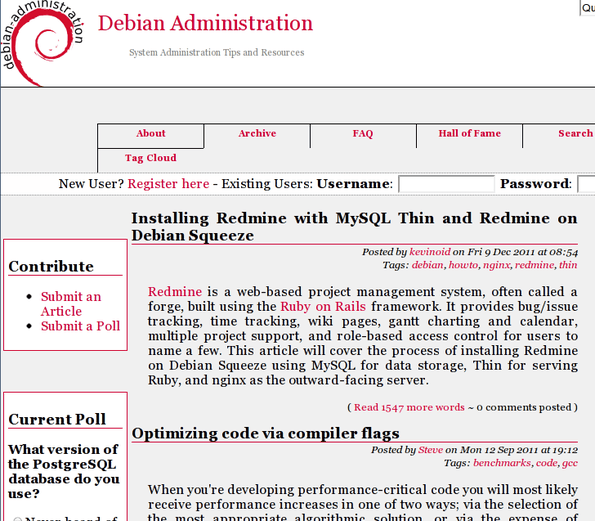 debian-administration
Debian Administration
Qu
System Administration Tips and Resources
About
Archive
FAQ
Hall of Fame
Search
Tag Cloud
New User? Register here - Existing Users: Username: Password:
Contribute
Submit an
Article
Submit a Poll
Current Poll
What version of
the PostgreSQL
database do you
use?
Never heard of
Installing Redmine with MySQL Thin and Redmine on
Debian Squeeze
Posted by kevinoid on Fri 9 Dec 2011 at 08:54
Tags: debian, howto, nginx, redmine, thin
Redmine is a web-based project management system, often called a
forge, built using the Ruby on Rails framework. It provides bug/issue
tracking, time tracking, wiki pages, gantt charting and calendar,
multiple project support, and role-based access control for users to
name a few. This article will cover the process of installing Redmine
on Debian Squeeze using MySQL for data storage, Thin for serving
Ruby, and nginx as the outward-facing server.
( Read 1547 more words ~ 0 comments posted )
Optimizing code via compiler flags
Posted by Steve on Mon 12 Sep 2011 at 19:12
Tags: benchmarks, code, gcc
When you're developing performance-critical code you will most likely
receive performance increases in one of two ways; via the selection of
the most appropriate algorithmic solution, or via the expense of